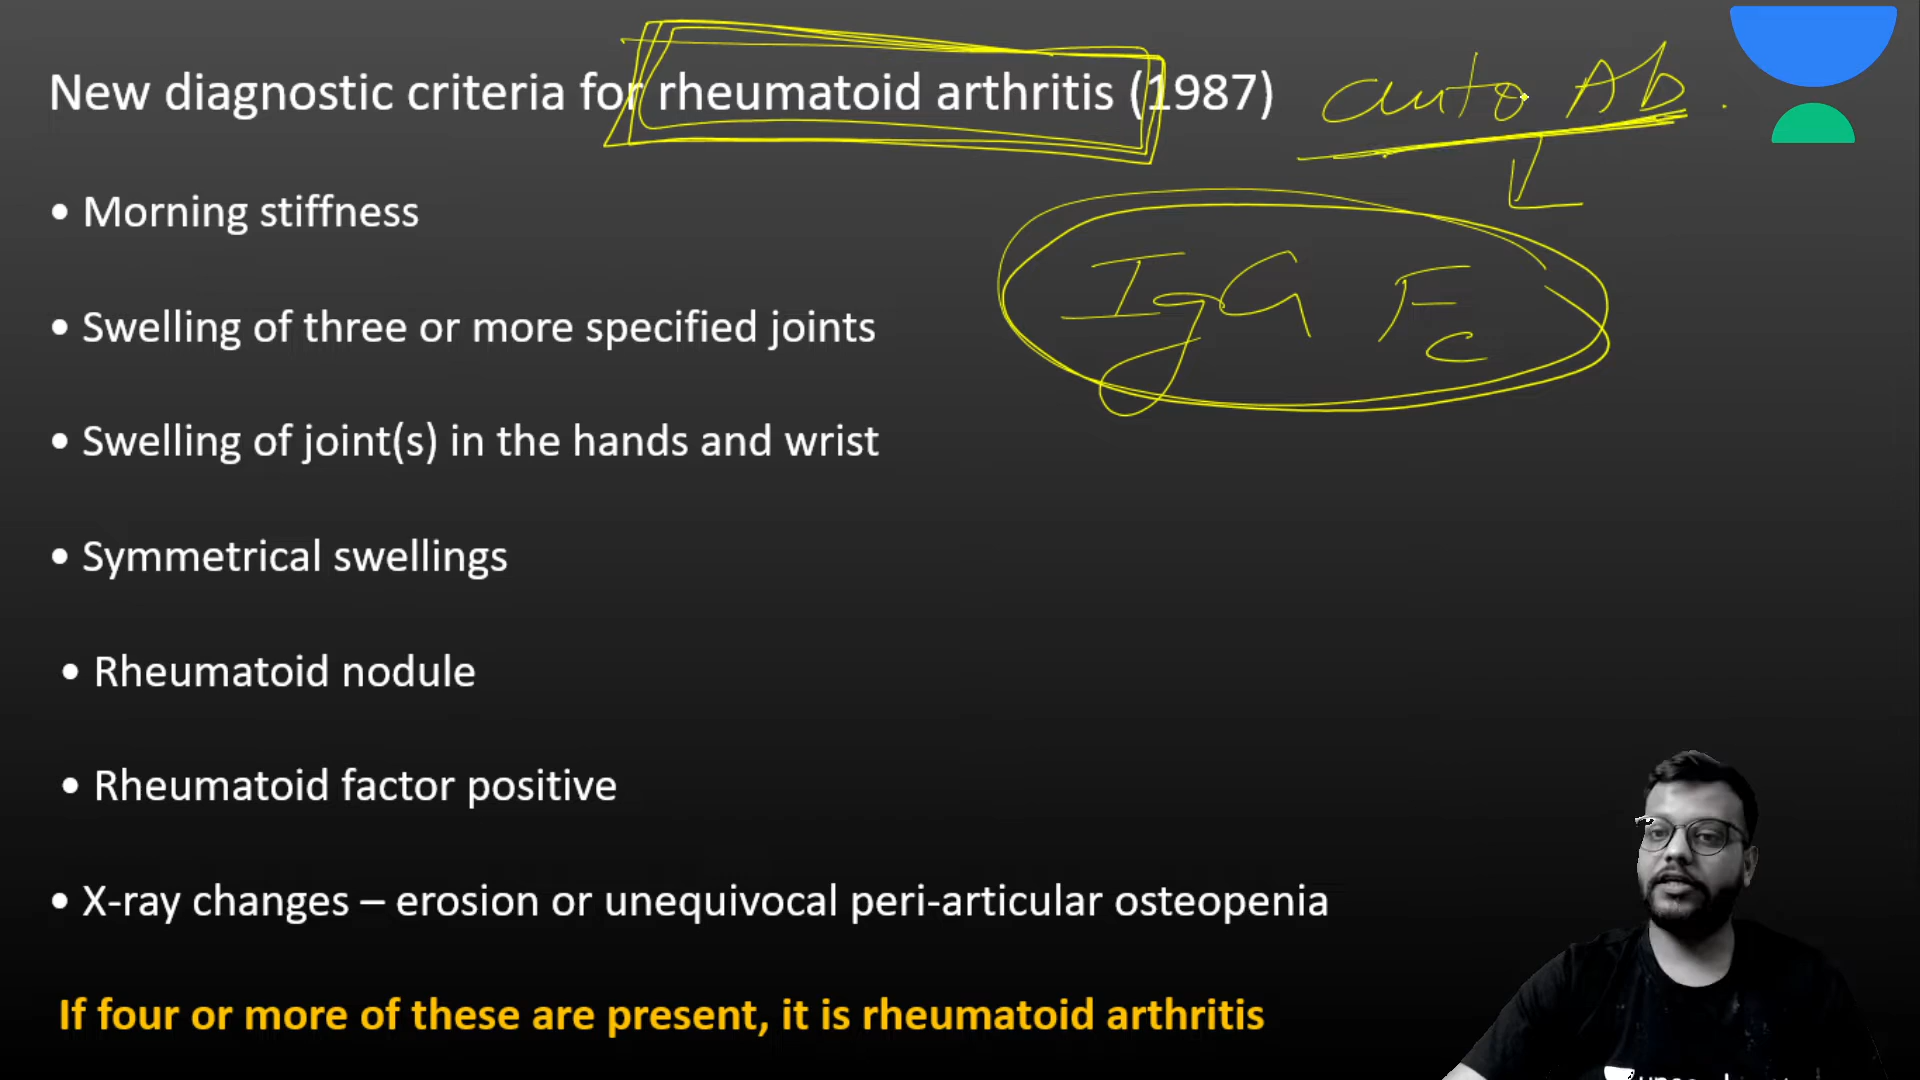 New diagnostic criteria for rheumatoid arthritis (1987)
auto Ab.
• Morning stiffness
IgG Fc
• Swelling of three or more specified joints
• Swelling of joint(s) in the hands and wrist
• Symmetrical swellings
• Rheumatoid nodule
• Rheumatoid factor positive
• X-ray changes – erosion or unequivocal peri-articular osteopenia
If four or more of these are present, it is rheumatoid arthritis